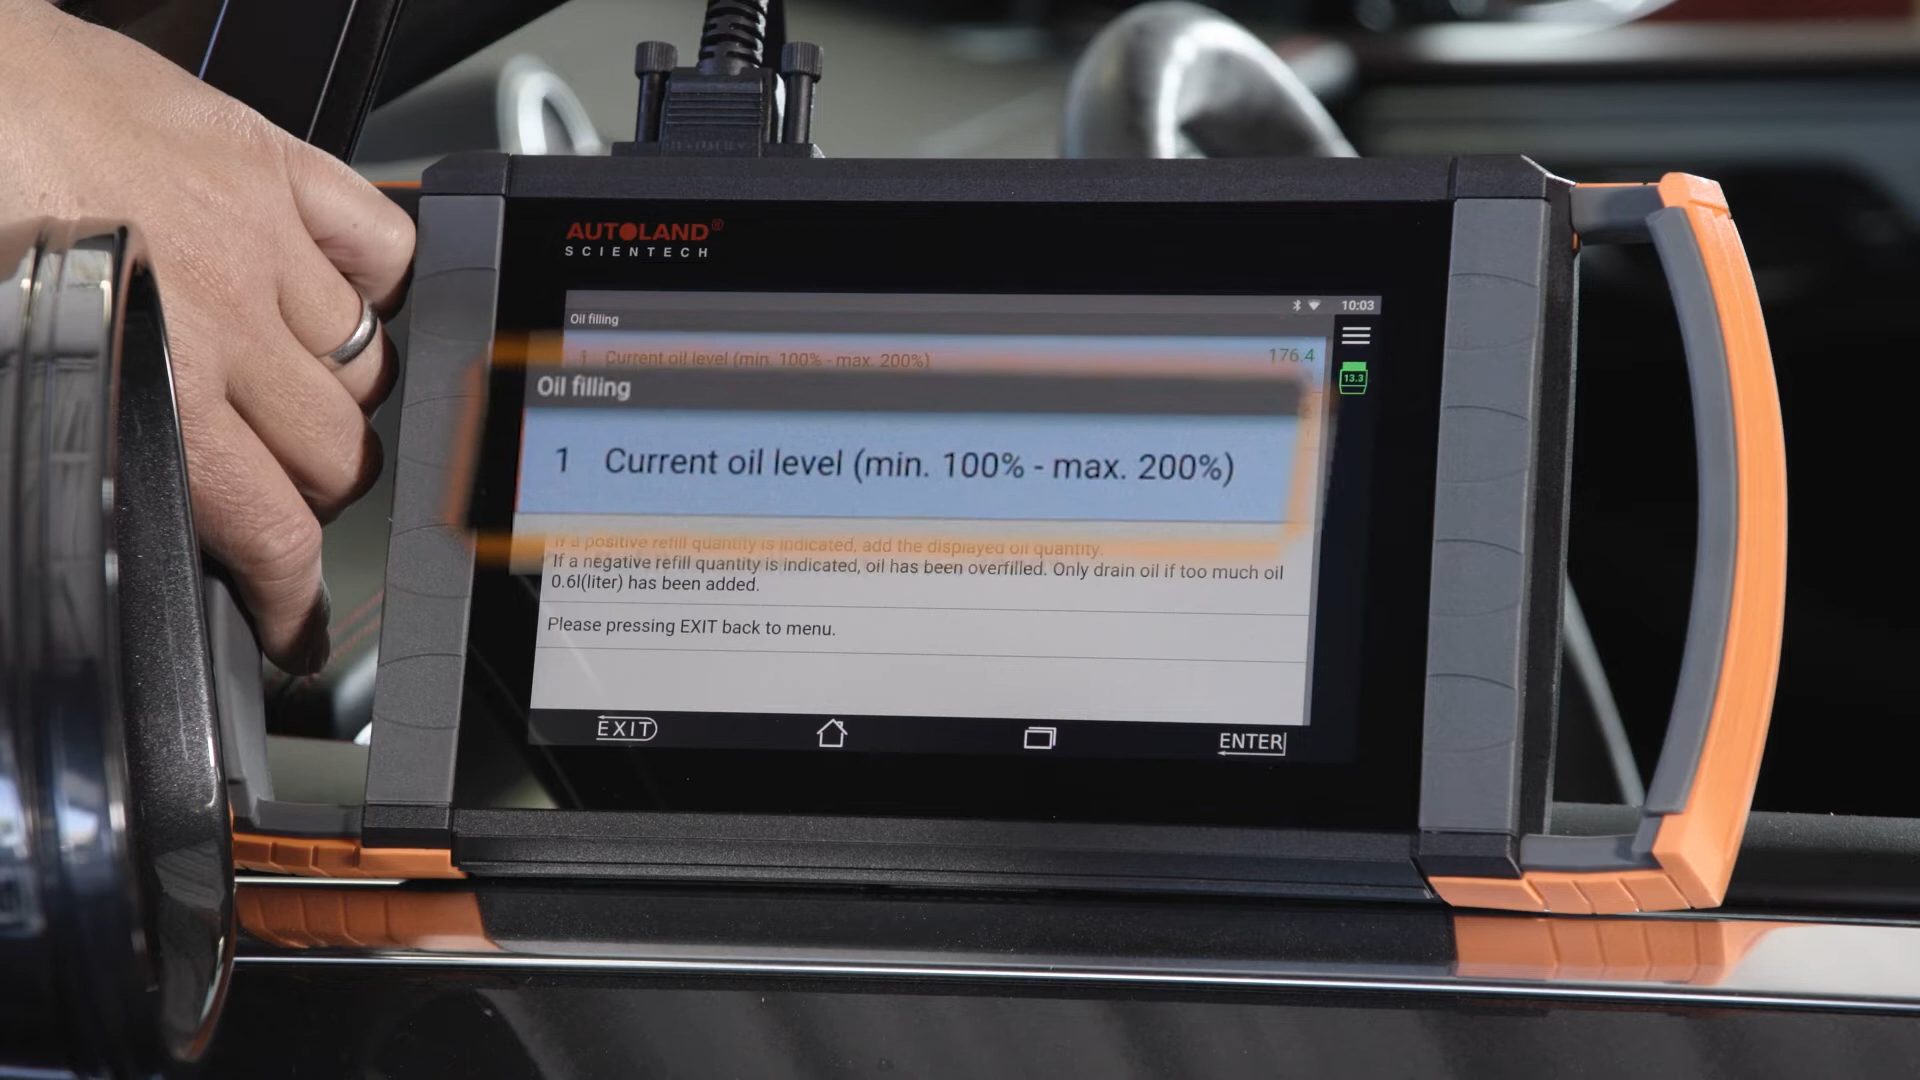 AUTOLAND®
SCIENTECH
10:03
Oil filling
1 Current oil level (min. 100% - max. 200%)
176.4
13.3
Oil filling
1 Current oil level (min. 100% - max. 200%)
If a positive refill quantity is indicated, add the displayed oil quantity.
If a negative refill quantity is indicated, oil has been overfilled. Only drain oil if too much oil
0.6l(liter) has been added.
Please pressing EXIT back to menu.
EXIT
ENTER